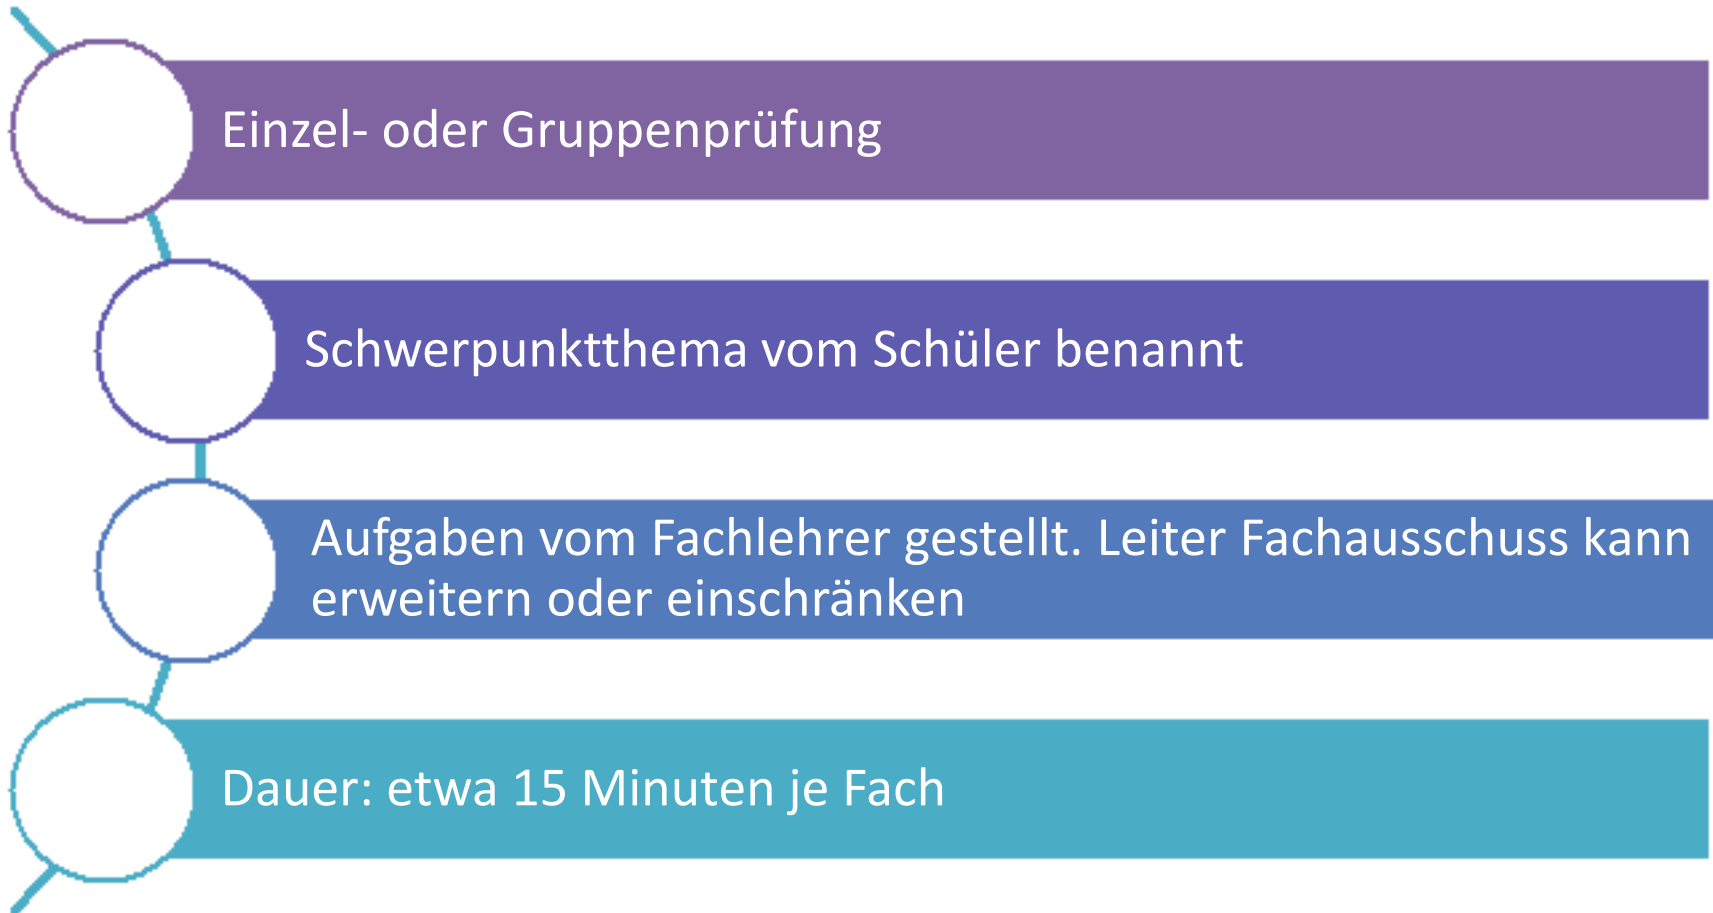 Einzel- oder Gruppenprüfung
Schwerpunktthema vom Schüler benannt
Aufgaben vom Fachlehrer gestellt. Leiter Fachausschuss kann
erweitern oder einschränken
Dauer: etwa 15 Minuten je Fach